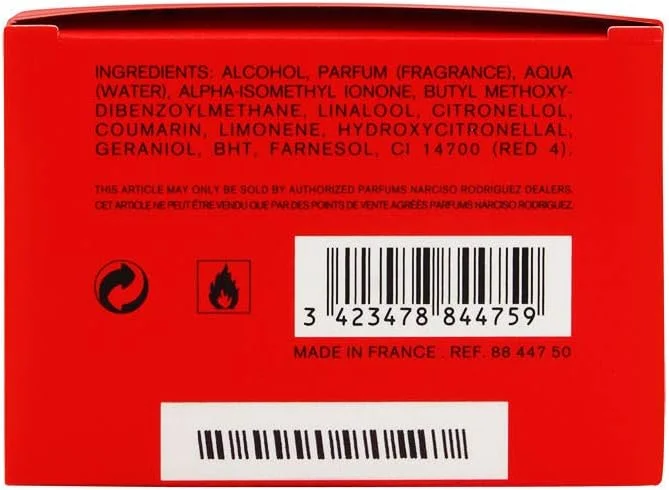 INGREDIENTS: ALCOHOL, PARFUM (FRAGRANCE), AQUA
(WATER), ALPHA-ISOMETHYL IONONE, BUTYL METHOXY-
DIBENZOYLMETHANE, LINALOOL, CITRONELLOL,
COUMARIN, LIMONENE, HYDROXYCITRONELLAL,
GERANIOL, BHT, FARNESOL, CI 14700 (RED 4).
THIS ARTICLE MAY ONLY BE SOLD BY AUTHORIZED PARFUMS NARCISO RODRIGUEZ DEALERS.
CET ARTICLE NE PEUT ÊTRE VENDU QUE PAR DES POINTS DE VENTE AGRÉÉS PARFUMS NARCISO RODRIGUEZ.
3 423478 844759
MADE IN FRANCE . REF. 88 447 50